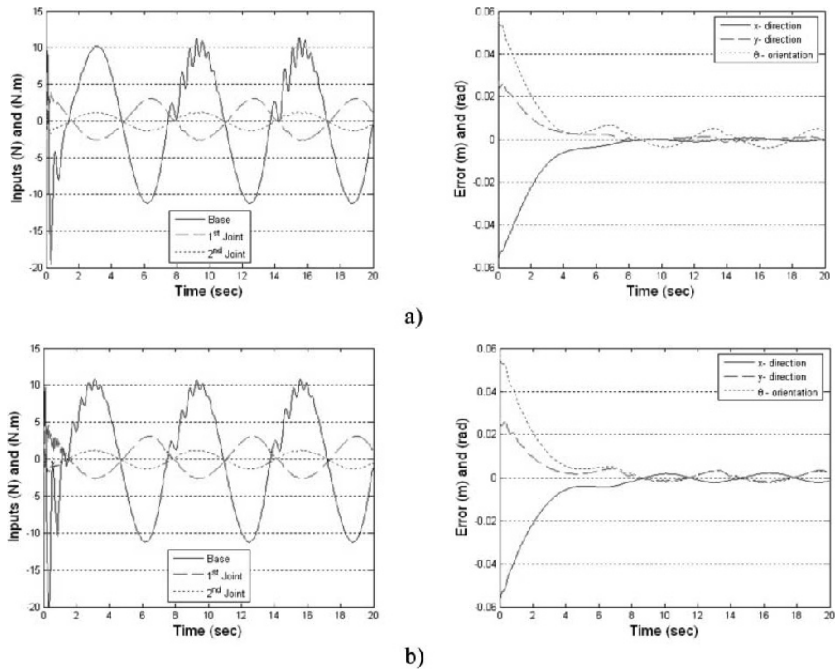 15
10
5
0
-5
-10
-15
-20
0 2 4 6 8 10 12 14 16 18 20
Inputs (N) and (N.m)
Time (sec)
Base
1st Joint
2nd Joint
0.06
0.04
0.02
0
-0.02
-0.04
-0.06
0 2 4 6 8 10 12 14 16 18 20
Error (m) and (rad)
Time (sec)
x- direction
y- direction
θ - orientation
a)
15
10
5
0
-5
-10
15
20
0 2 4 6 8 10 12 14 16 18 20
Inputs (N) and (N.m)
Time (sec)
Base
1st Joint
2nd Joint
0.06
0.04
0.02
0
-0.02
-0.04
-0.06
0 2 4 6 8 10 12 14 16 18 20
Error (m) and (rad)
Time (sec)
x- direction
y- direction
θ - orientation
b)